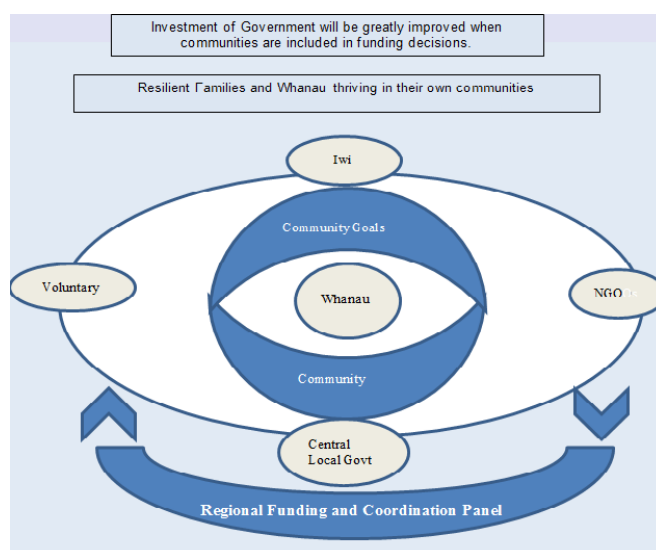 Investment of Government will be greatly improved when
communities are included in funding decisions.
Resilient Families and Whanau thriving in their own communities
Iwi
Community Goals
Voluntary
Whanau
NGO
Community
Central
Local Govt
Regional Funding and Coordination Panel